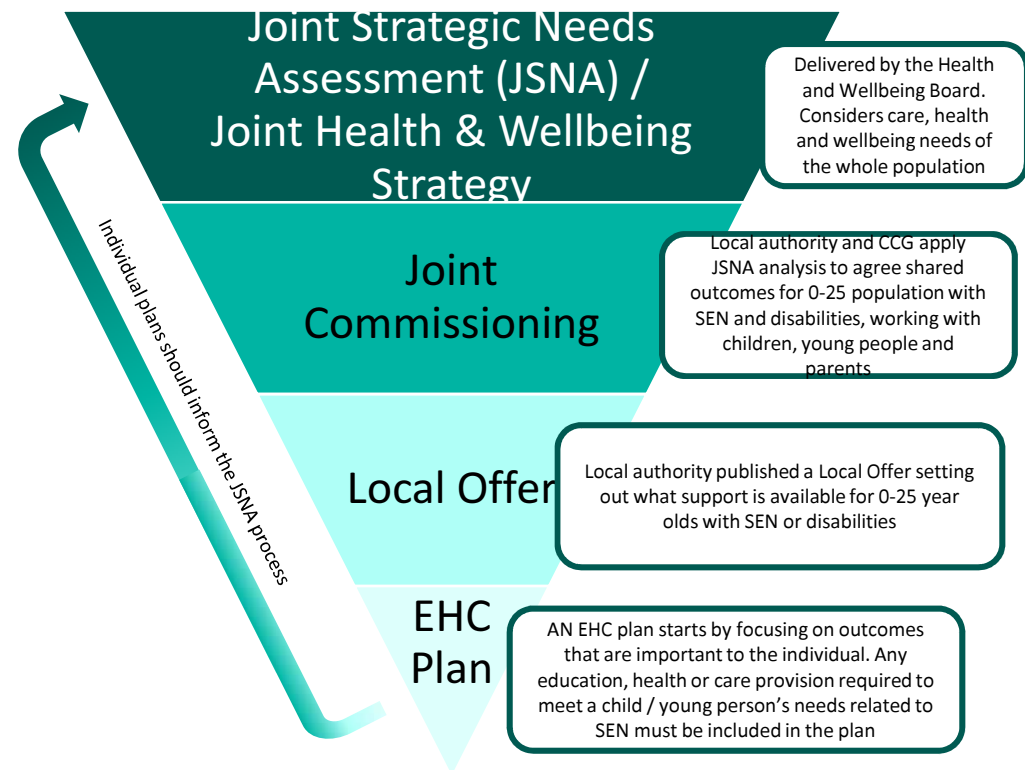 Joint Strategic Needs
Assessment (JSNA) /
Joint Health & Wellbeing
Strategy
Delivered by the Health
and Wellbeing Board.
Considers care, health
and wellbeing needs of
the whole population
Individual plans should inform the JSNA process
Joint
Commissioning
Local authority and CCG apply
JSNA analysis to agree shared
outcomes for 0-25 population with
SEN and disabilities, working with
children, young people and
parents
Local Offer
Local authority published a Local Offer setting
out what support is available for 0-25 year
olds with SEN or disabilities
EHC
Plan
AN EHC plan starts by focusing on outcomes
that are important to the individual. Any
education, health or care provision required to
meet a child / young person’s needs related to
SEN must be included in the plan